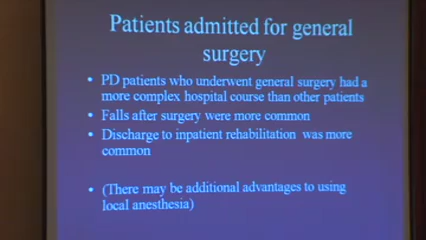 Patients admitted for general
surgery
• PD patients who underwent general surgery had a
more complex hospital course than other patients
• Falls after surgery were more common
• Discharge to inpatient rehabilitation was more
common
• (There may be additional advantages to using
local anesthesia)